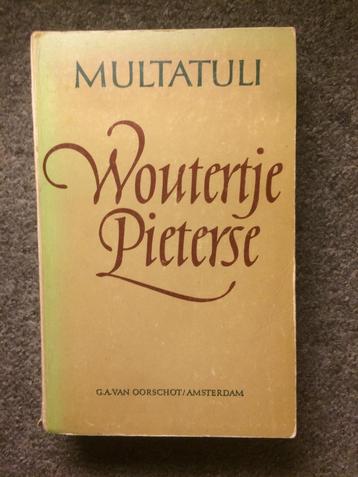 MULTATULI
Woutertje
Pieterse
G.A. VAN OORSCHOT/AMSTERDAM